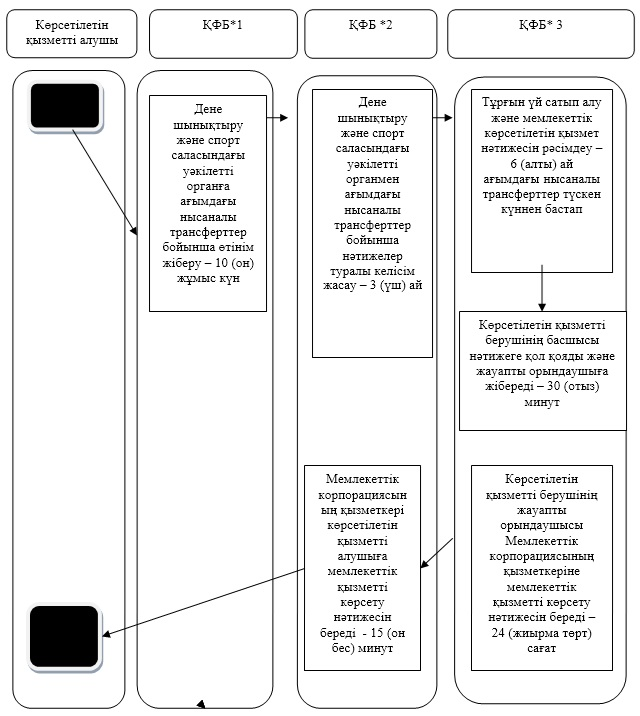 Көрсетілетін
қызметті алушы
ҚФБ*1
ҚФБ *2
ҚФБ* 3
Дене
шынықтыру
және спорт
саласындағы
уәкілетті
органға
ағымдағы
нысаналы
трансферттер
бойынша өтінім
жіберу – 10 (он)
жұмыс күн
Дене
шынықтыру
және спорт
саласындағы
уәкілетті
органмен
ағымдағы
нысаналы
трансферттер
бойынша
нәтижелер
туралы келісім
жасау – 3 (үш) ай
Тұрғын үй сатып алу
және мемлекеттік
көрсетілетін қызмет
нәтижесін рәсімдеу –
6 (алты) ай
ағымдағы нысаналы
трансферттер түскен
күннен бастап
Көрсетілетін қызметті
берушінің басшысы
нәтижеге қол қояды және
жауапты орындаушыға
жібереді – 30 (отыз)
минут
Мемлекеттік
корпорациясын
ың қызметкері
көрсетілетін
қызметті
алушыға
мемлекеттік
қызметті
көрсету
нәтижесін
береді - 15 (он
бес) минут
Көрсетілетін
қызметті берушінің
жауапты
орындаушысы
Мемлекеттік
корпорациясының
қызметкеріне
мемлекеттік
қызметті көрсету
нәтижесін береді –
24 (жиырма төрт)
сағат